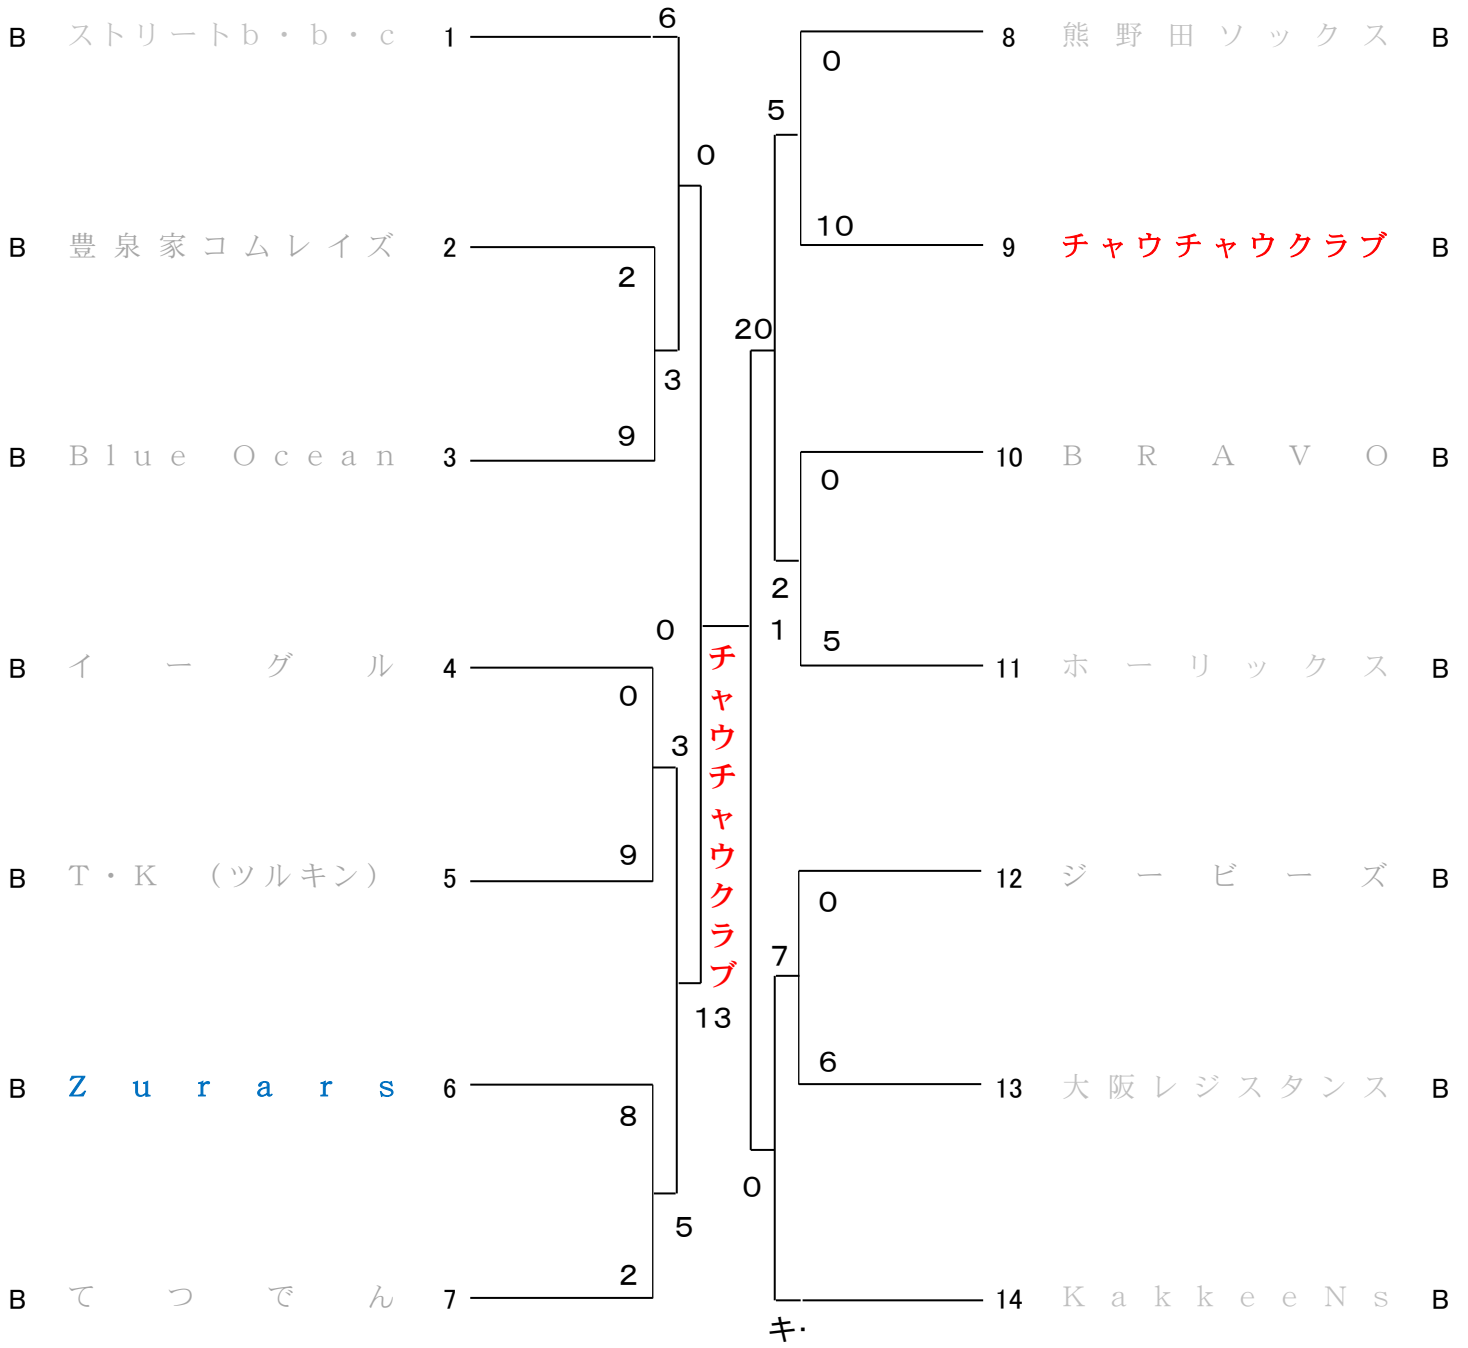 B ストリートb・b・c 1
6
8 熊野田ソックス B
0
5
0
B 豊泉家コムレイズ 2
10
9 チャウチャウクラブ B
2
20
3
9
B Blue Ocean 3
10 BRAVO B
0
2
0
1
5
B イーグル 4
11 ホーリックス B
0
3
チャウチャウクラブ
9
B T・K (ツルキン) 5
12 ジービーズ B
0
7
13
6
B Zurars 6
13 大阪レジスタンス B
8
0
5
2
B てつでん 7
14 KakkeeNs B
キ・